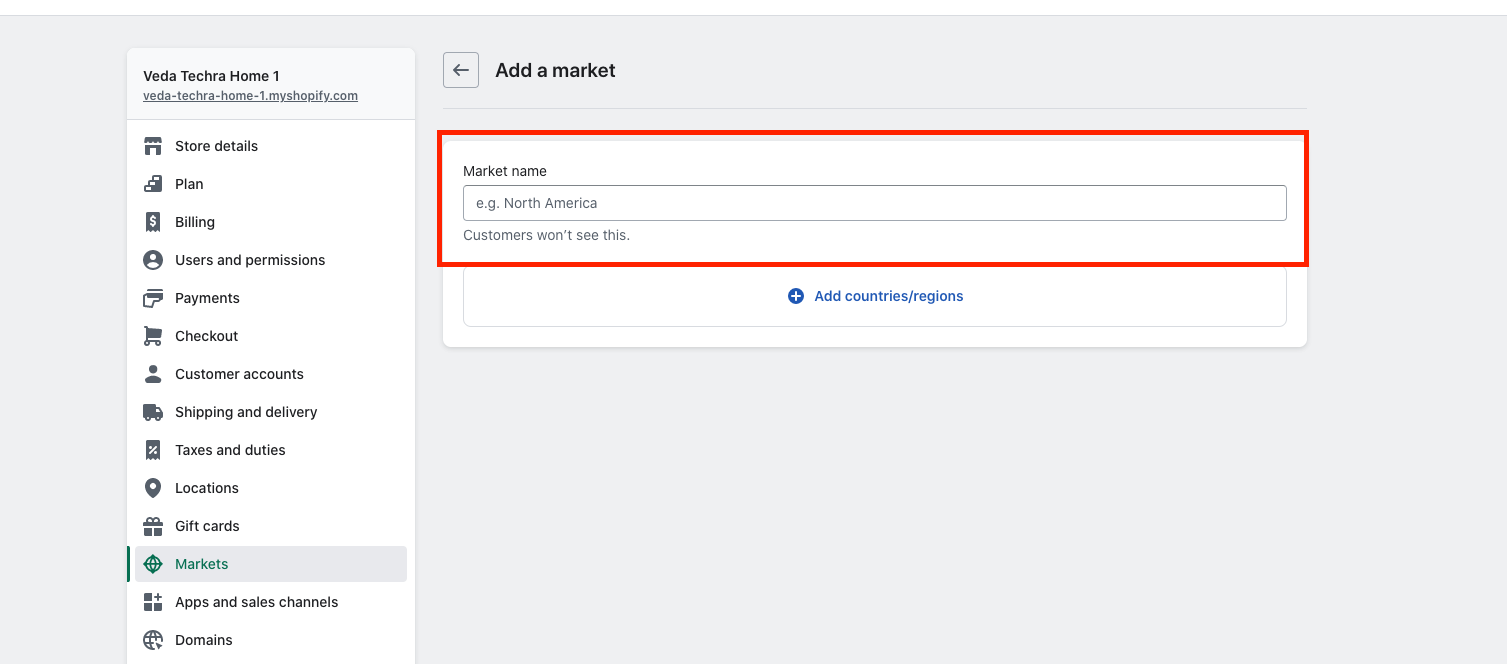 Veda Techra Home 1
veda-techra-home-1.myshopify.com
Store details
Plan
Billing
Users and permissions
Payments
Checkout
Customer accounts
Shipping and delivery
Taxes and duties
Locations
Gift cards
Markets
Apps and sales channels
Domains
Add a market
Market name
e.g. North America
Customers won’t see this.
Add countries/regions